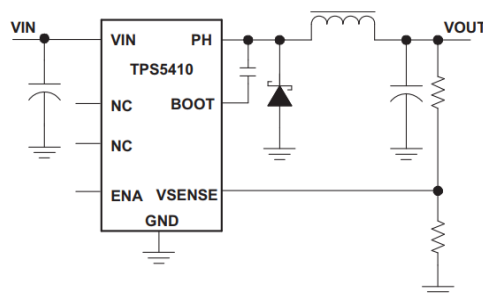 VIN
VOUT
VIN
PH
TPS5410
NC
BOOT
NC
ENA
VSENSE
GND